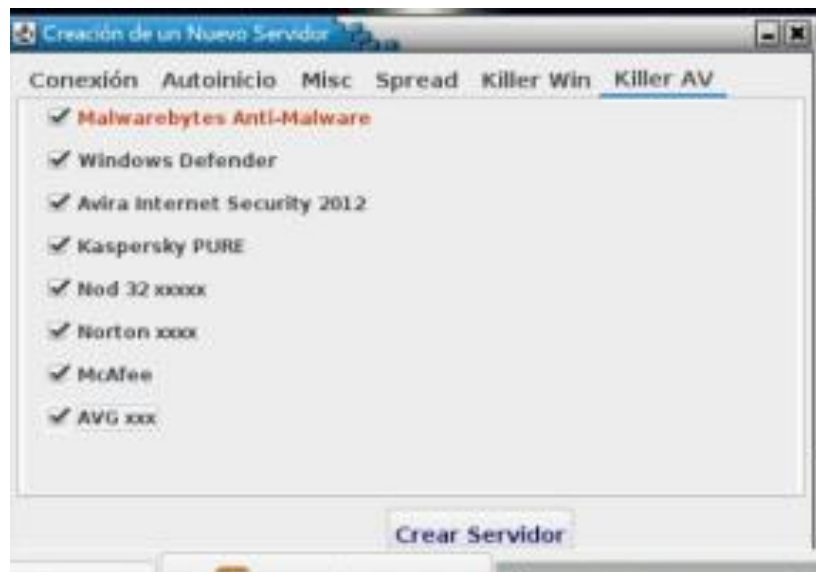 Creación de un Nuevo Servidor
Conexión Autoinicio Misc Spread Killer Win Killer AV
Malwarebytes Anti-Malware
Windows Defender
Avira Internet Security 2012
Kaspersky PURE
Nod 32 xxxxx
Norton xxxx
McAfee
AVG xxx
Crear Servidor